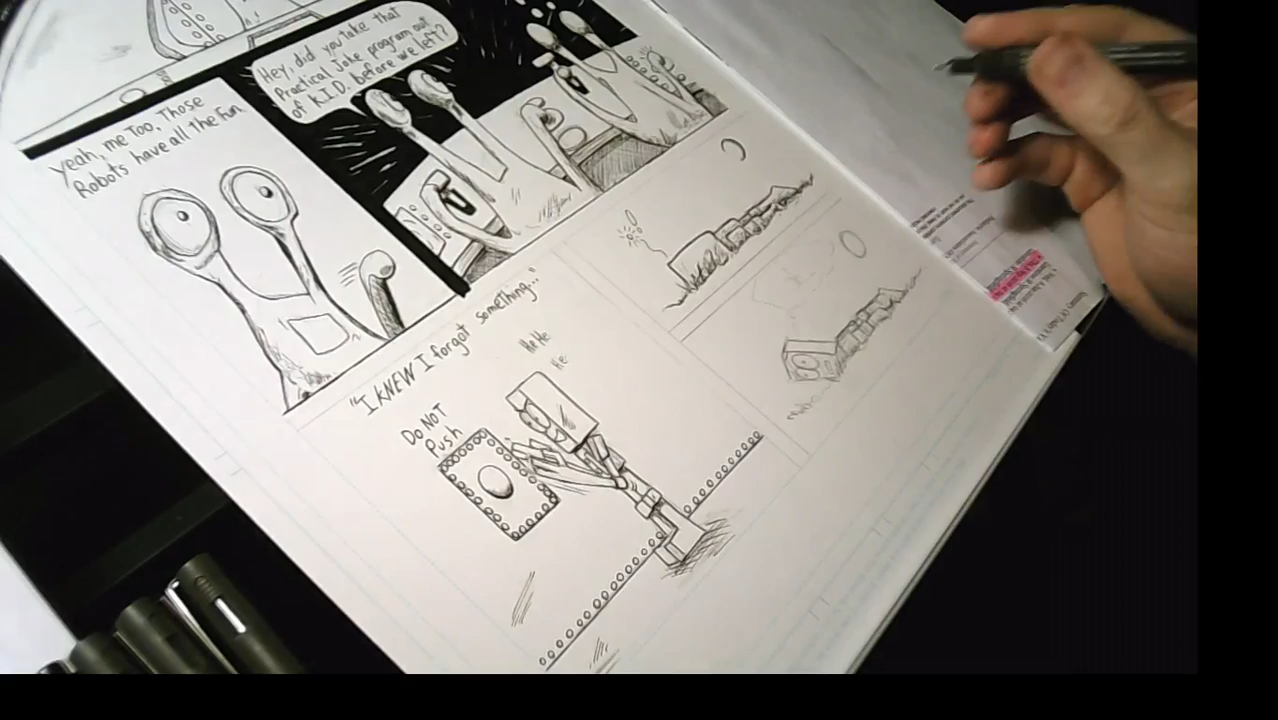 Yeah, me Too, Those
Robots have all the fun
Hey, did you take that
Practical Joke program out
of K.I.D. before we left?
"I KNEW I forgot something..."
HeHe
He
Do NOT
Push